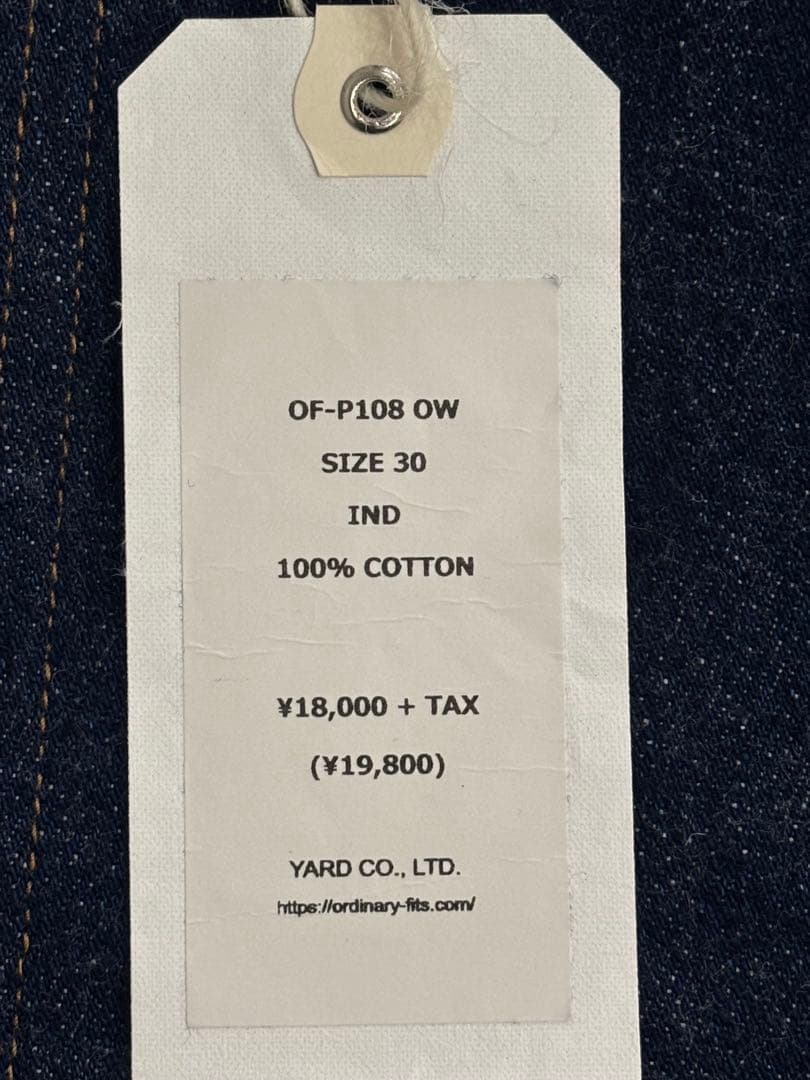 OF-P108 OW
SIZE 30
IND
100% COTTON
¥18,000 + TAX
(¥19,800)
YARD CO., LTD.
https://ordinary-fits.com/